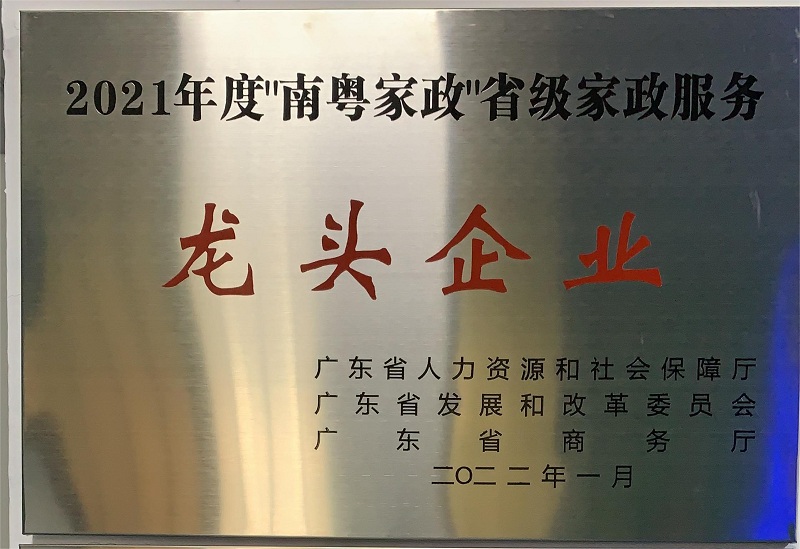 2021年度"南粤家政"省级家政服务
龙头企业
广东省人力资源和社会保障厅
广东省发展和改革委员会
广东省商务厅
二〇二二年一月